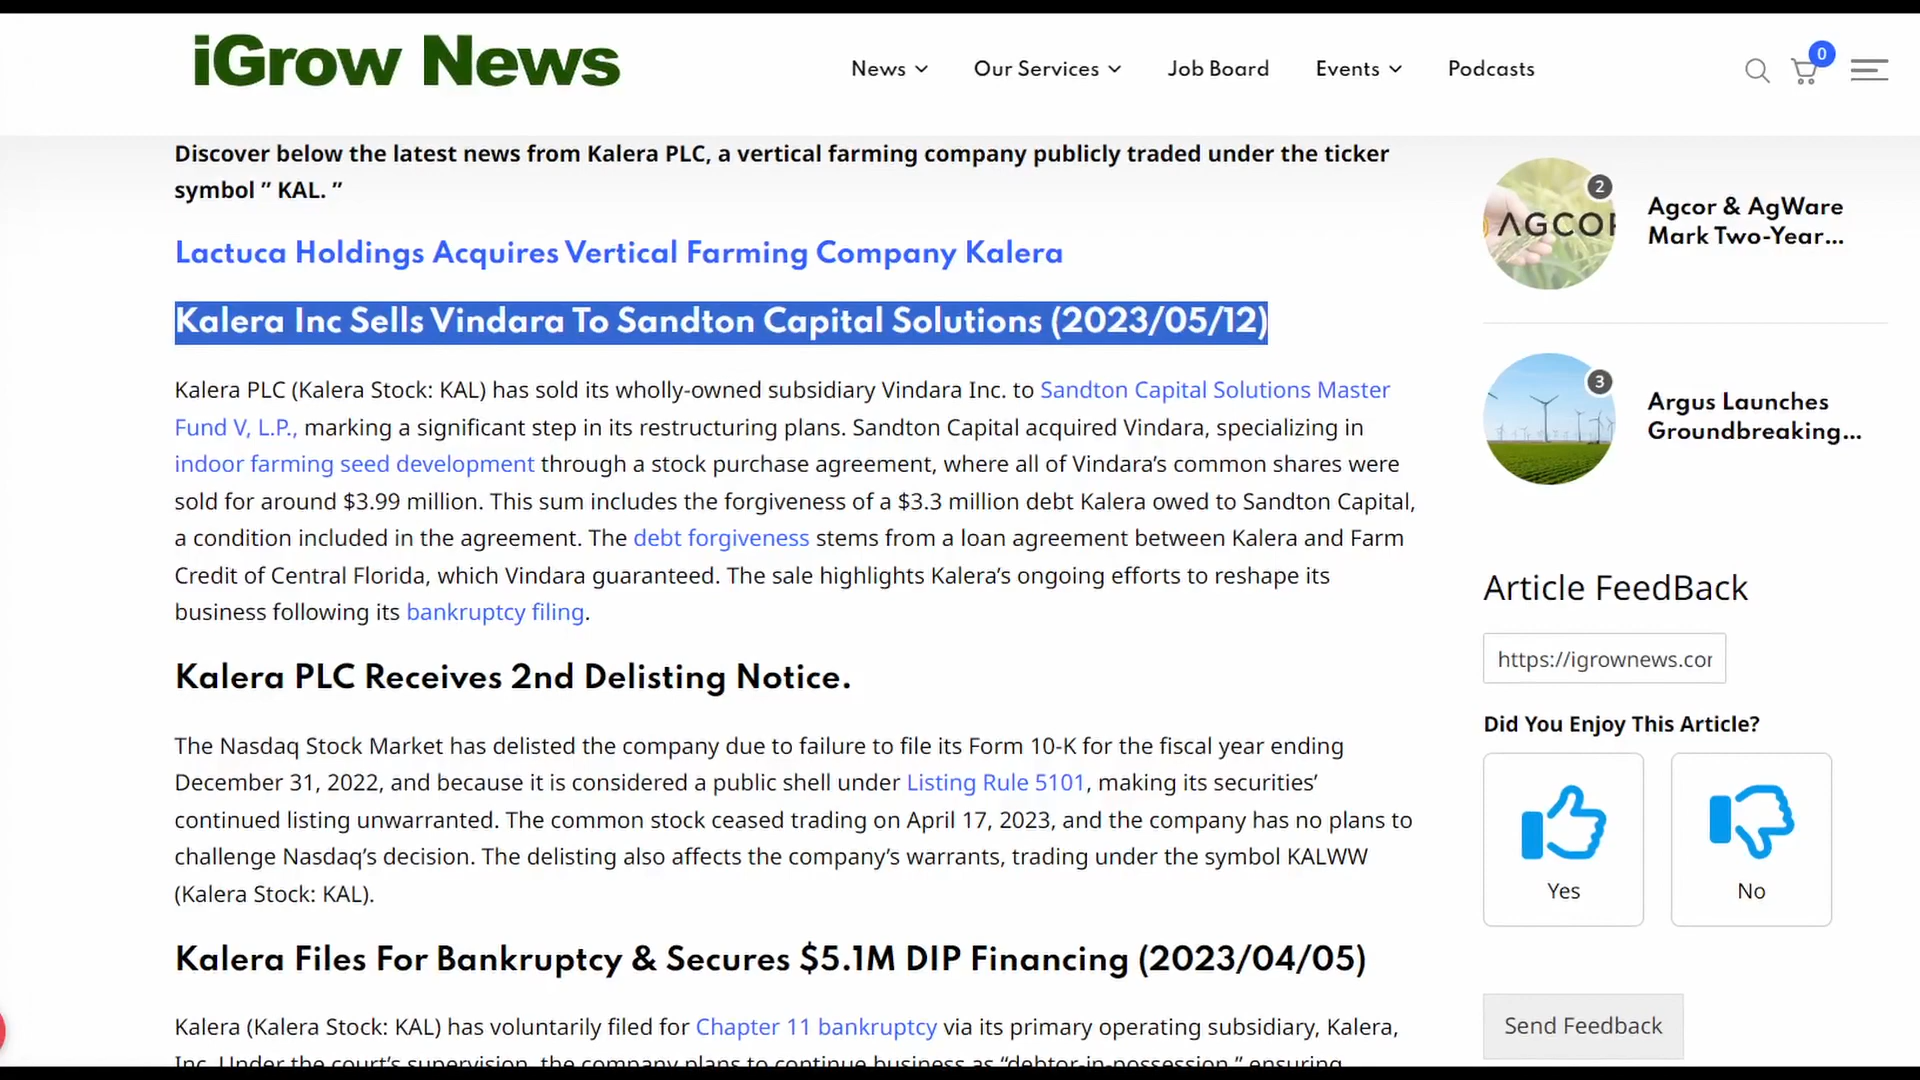 iGrow News
News
Our Services
Job Board
Events
Podcasts
0
Discover below the latest news from Kalera PLC, a vertical farming company publicly traded under the ticker
symbol ” KAL. ”
Lactuca Holdings Acquires Vertical Farming Company Kalera
Kalera Inc Sells Vindara To Sandton Capital Solutions (2023/05/12)
Kalera PLC (Kalera Stock: KAL) has sold its wholly-owned subsidiary Vindara Inc. to Sandton Capital Solutions Master
Fund V, L.P., marking a significant step in its restructuring plans. Sandton Capital acquired Vindara, specializing in
indoor farming seed development through a stock purchase agreement, where all of Vindara’s common shares were
sold for around $3.99 million. This sum includes the forgiveness of a $3.3 million debt Kalera owed to Sandton Capital,
a condition included in the agreement. The debt forgiveness stems from a loan agreement between Kalera and Farm
Credit of Central Florida, which Vindara guaranteed. The sale highlights Kalera’s ongoing efforts to reshape its
business following its bankruptcy filing.
Kalera PLC Receives 2nd Delisting Notice.
The Nasdaq Stock Market has delisted the company due to failure to file its Form 10-K for the fiscal year ending
December 31, 2022, and because it is considered a public shell under Listing Rule 5101, making its securities’
continued listing unwarranted. The common stock ceased trading on April 17, 2023, and the company has no plans to
challenge Nasdaq’s decision. The delisting also affects the company’s warrants, trading under the symbol KALWW
(Kalera Stock: KAL).
Kalera Files For Bankruptcy & Secures $5.1M DIP Financing (2023/04/05)
Kalera (Kalera Stock: KAL) has voluntarily filed for Chapter 11 bankruptcy via its primary operating subsidiary, Kalera,
Inc. Under the court’s supervision, the company plans to continue business as “debtor-in-possession,” ensuring
2
AGCOR
Agcor & AgWare
Mark Two-Year...
3
Argus Launches
Groundbreaking...
Article FeedBack
https://igrownews.cor
Did You Enjoy This Article?
Yes
No
Send Feedback